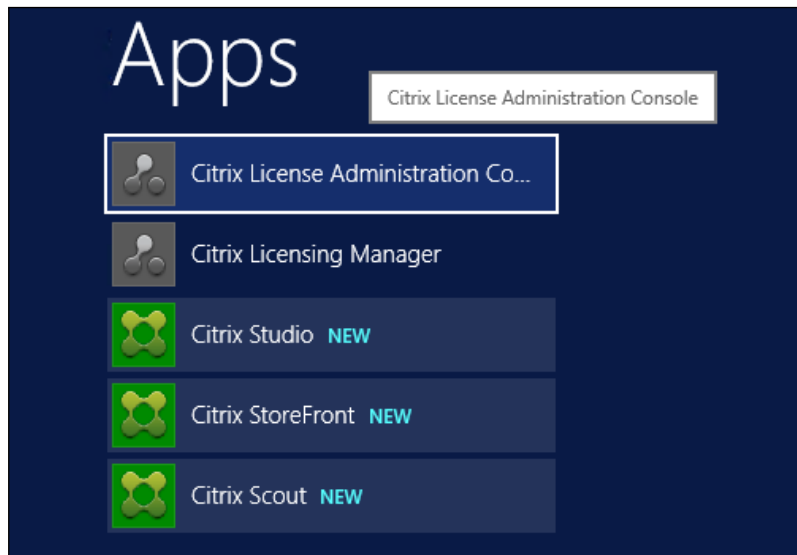 Apps
Citrix License Administration Console
Citrix License Administration Co...
Citrix Licensing Manager
Citrix Studio NEW
Citrix StoreFront NEW
Citrix Scout NEW